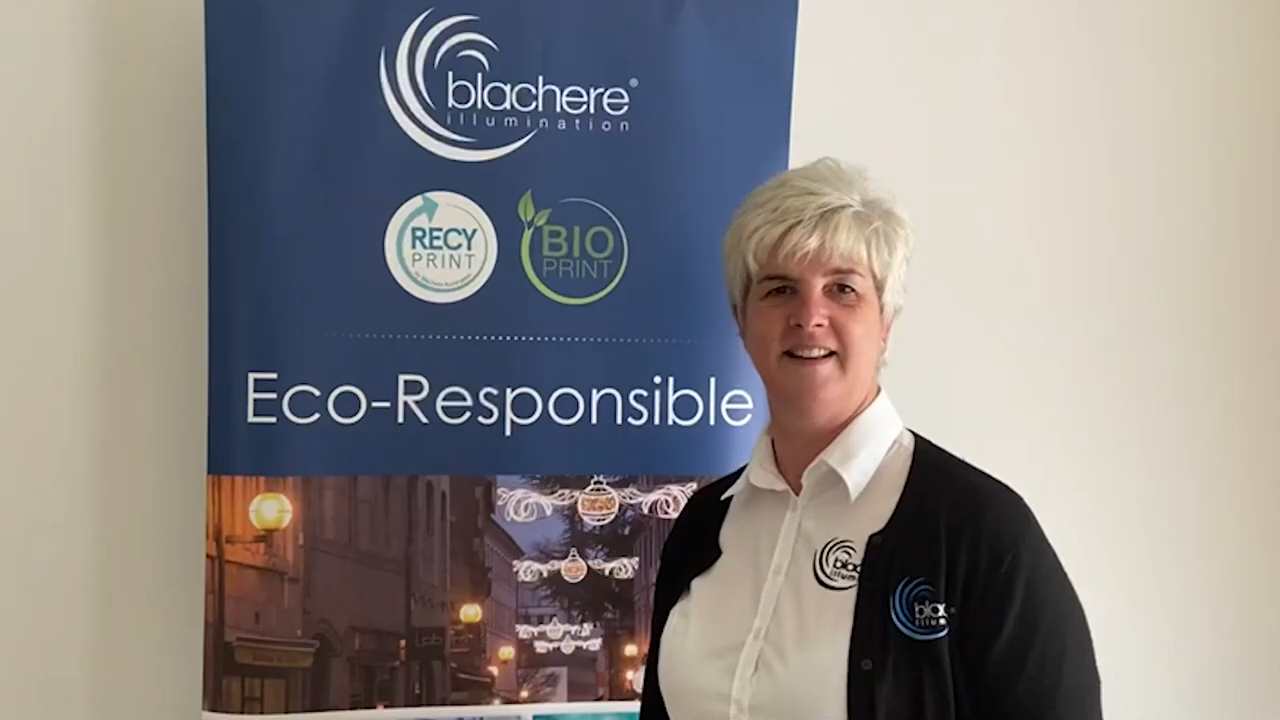 blachere®
illumination
RECY
PRINT
BIO
PRINT
Eco-Responsible